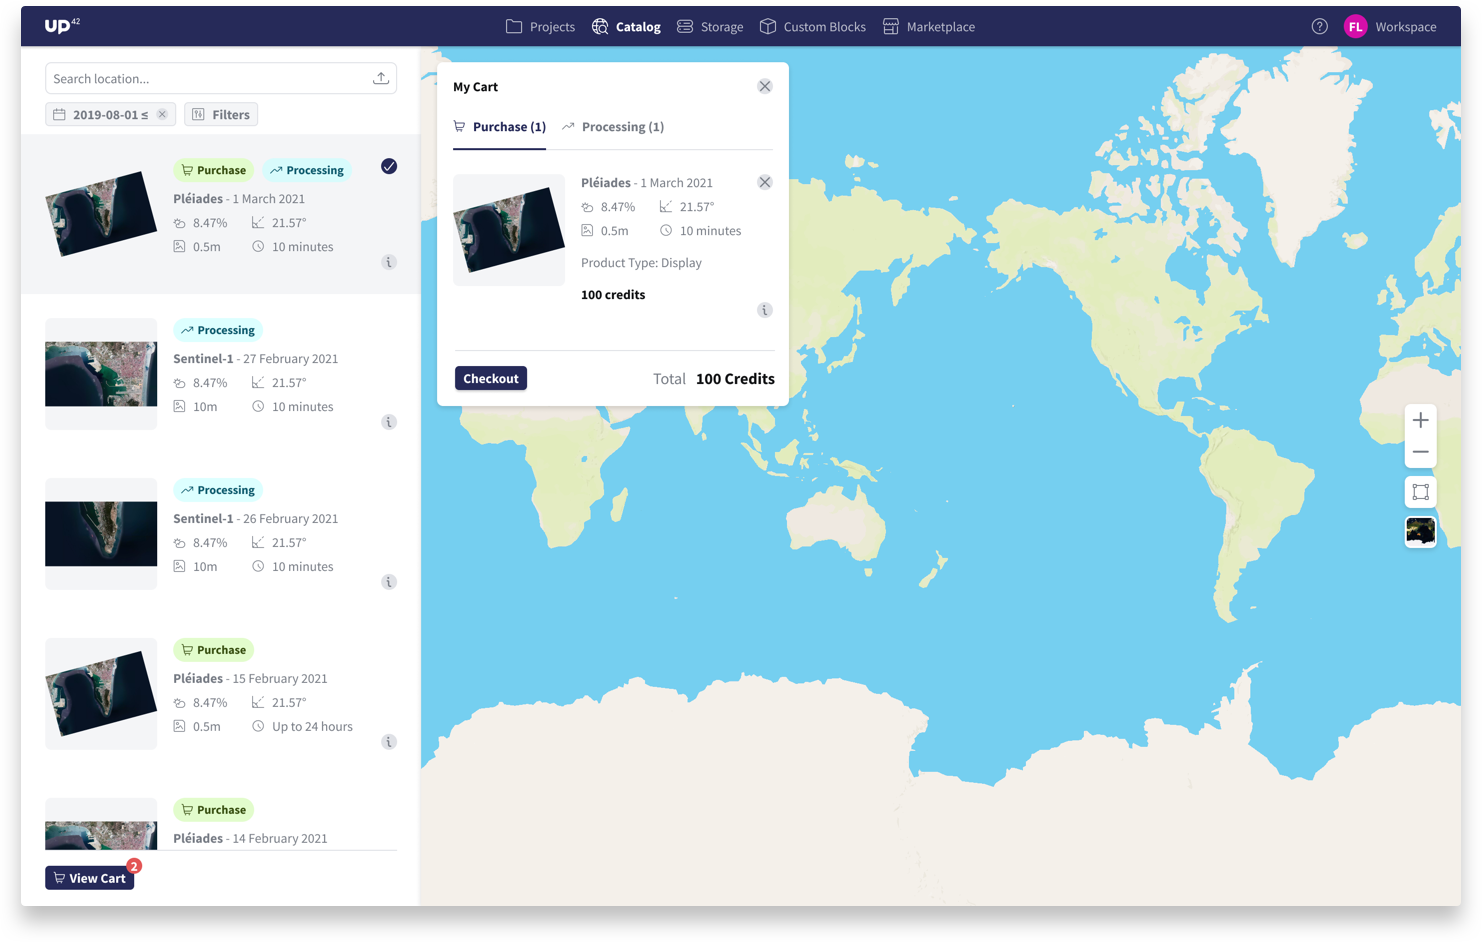 UP42
Projects
Catalog
Storage
Custom Blocks
Marketplace
FL
Workspace
Search location...
2019-08-01 ≤
Filters
Purchase
Processing
Pléiades - 1 March 2021
8.47%
21.57°
0.5m
10 minutes
Processing
Sentinel-1 - 27 February 2021
8.47%
21.57°
10m
10 minutes
Processing
Sentinel-1 - 26 February 2021
8.47%
21.57°
10m
10 minutes
Purchase
Pléiades - 15 February 2021
8.47%
21.57°
0.5m
Up to 24 hours
Purchase
Pléiades - 14 February 2021
View Cart
2
My Cart
Purchase (1)
Processing (1)
Pléiades - 1 March 2021
8.47%
21.57°
0.5m
10 minutes
Product Type: Display
100 credits
Checkout
Total 100 Credits